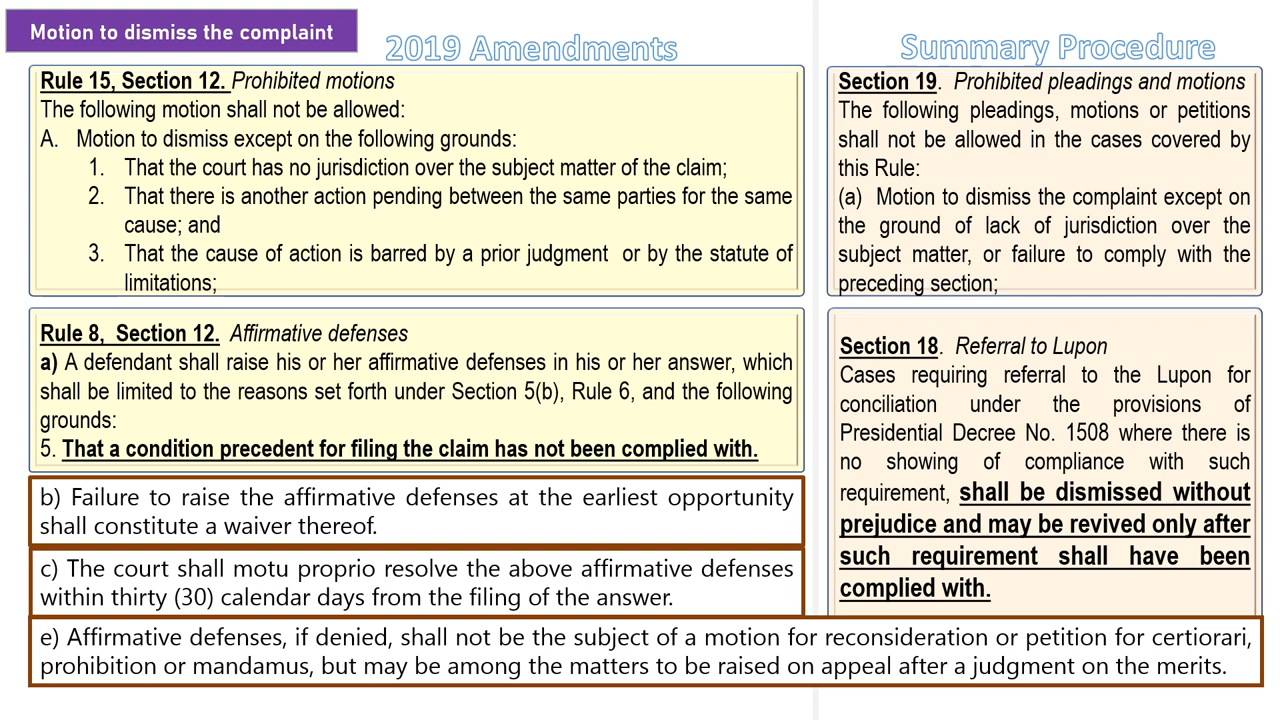 Motion to dismiss the complaint
2019 Amendments
Rule 15, Section 12. Prohibited motions
The following motion shall not be allowed:
A. Motion to dismiss except on the following grounds:
1. That the court has no jurisdiction over the subject matter of the claim;
2. That there is another action pending between the same parties for the same
cause; and
3. That the cause of action is barred by a prior judgment or by the statute of
limitations;
Rule 8, Section 12. Affirmative defenses
a) A defendant shall raise his or her affirmative defenses in his or her answer, which
shall be limited to the reasons set forth under Section 5(b), Rule 6, and the following
grounds:
5. That a condition precedent for filing the claim has not been complied with.
b) Failure to raise the affirmative defenses at the earliest opportunity
shall constitute a waiver thereof.
c) The court shall motu proprio resolve the above affirmative defenses
within thirty (30) calendar days from the filing of the answer.
Summary Procedure
Section 19. Prohibited pleadings and motions
The following pleadings, motions or petitions
shall not be allowed in the cases covered by
this Rule:
(a) Motion to dismiss the complaint except on
the ground of lack of jurisdiction over the
subject matter, or failure to comply with the
preceding section;
Section 18. Referral to Lupon
Cases requiring referral to the Lupon for
conciliation under the provisions of
Presidential Decree No. 1508 where there is
no showing of compliance with such
requirement, shall be dismissed without
prejudice and may be revived only after
such requirement shall have been
complied with.
e) Affirmative defenses, if denied, shall not be the subject of a motion for reconsideration or petition for certiorari,
prohibition or mandamus, but may be among the matters to be raised on appeal after a judgment on the merits.